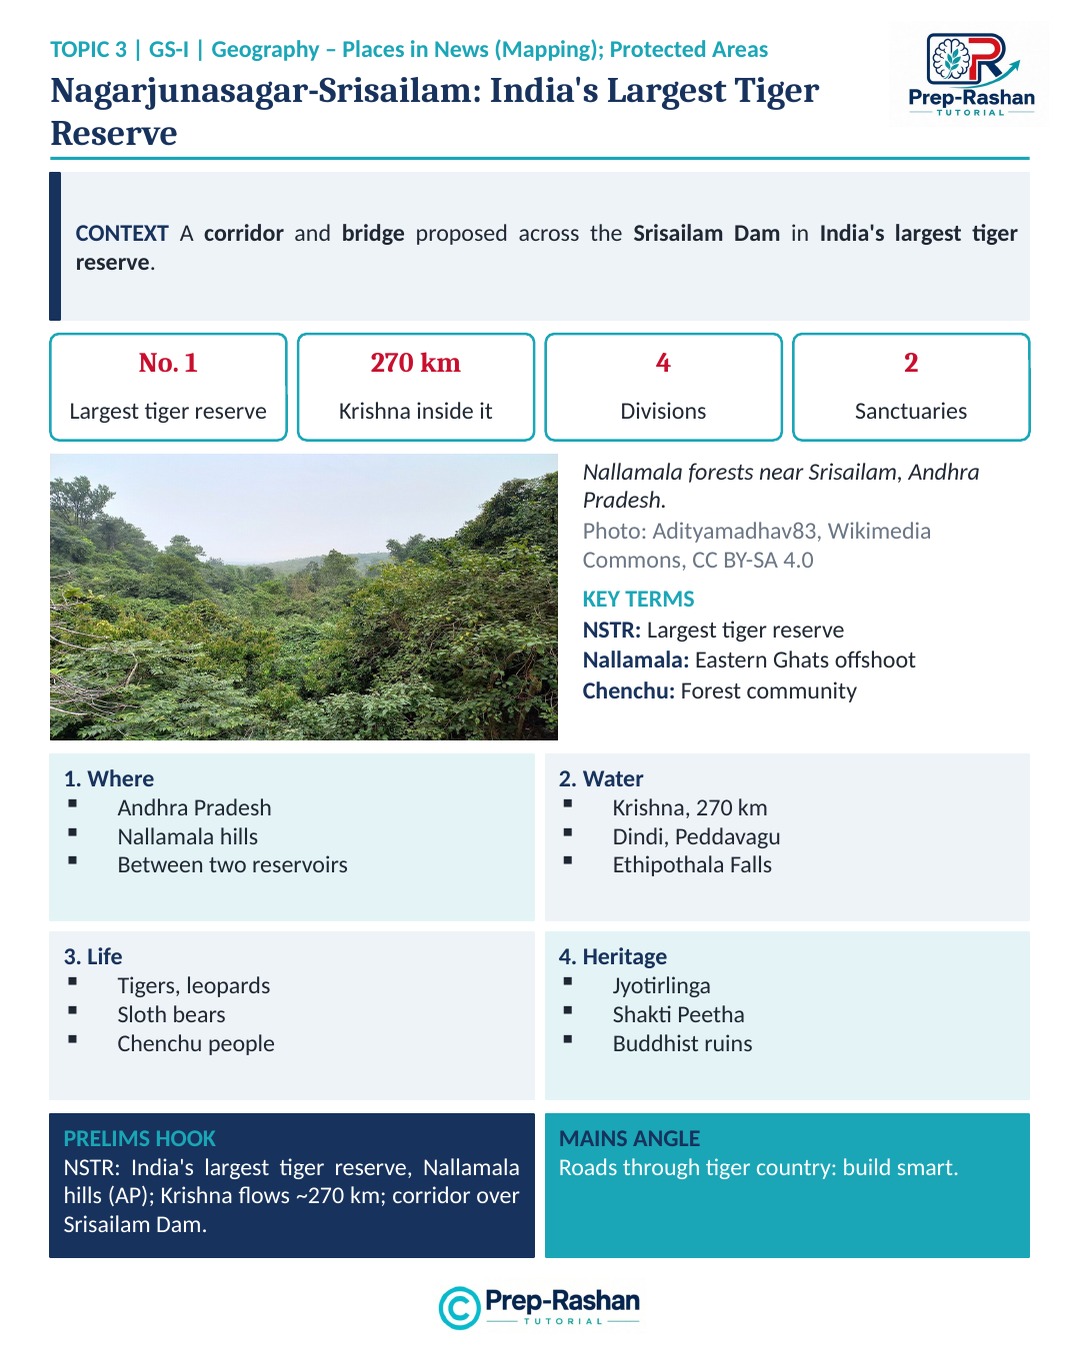 TOPIC 3 | GS-I | Geography – Places in News (Mapping); Protected Areas
Nagarjunasagar-Srisailam: India's Largest Tiger
Reserve
Prep-Rashan
TUTORIAL
CONTEXT A corridor and bridge proposed across the Srisailam Dam in India's largest tiger
reserve.
No. 1
Largest tiger reserve
270 km
Krishna inside it
4
Divisions
2
Sanctuaries
Nallamala forests near Srisailam, Andhra
Pradesh.
Photo: Adityamadhav83, Wikimedia
Commons, CC BY-SA 4.0
KEY TERMS
NSTR: Largest tiger reserve
Nallamala: Eastern Ghats offshoot
Chenchu: Forest community
1. Where
▪ Andhra Pradesh
▪ Nallamala hills
▪ Between two reservoirs
2. Water
▪ Krishna, 270 km
▪ Dindi, Peddavagu
▪ Ethipothala Falls
3. Life
▪ Tigers, leopards
▪ Sloth bears
▪ Chenchu people
4. Heritage
▪ Jyotirlinga
▪ Shakti Peetha
▪ Buddhist ruins
PRELIMS HOOK
NSTR: India's largest tiger reserve, Nallamala
hills (AP); Krishna flows ~270 km; corridor over
Srisailam Dam.
MAINS ANGLE
Roads through tiger country: build smart.
© Prep-Rashan
TUTORIAL